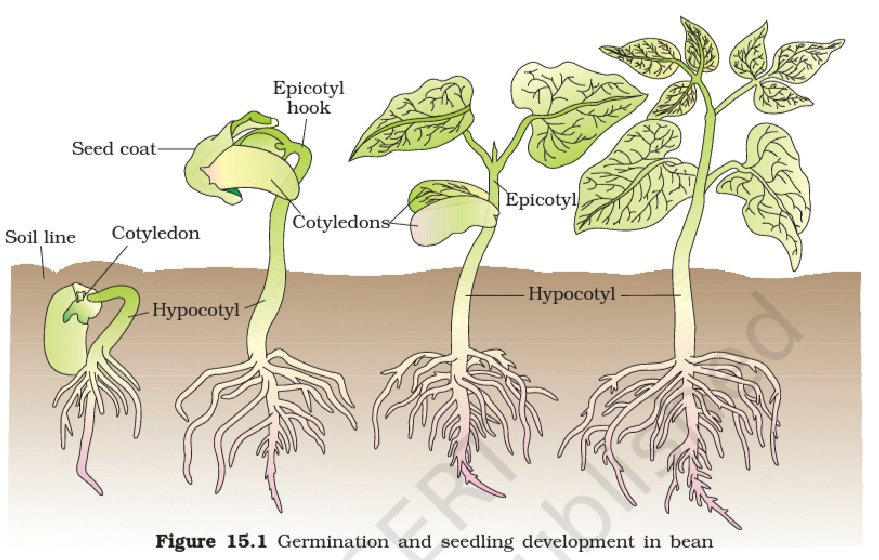 Epicotyl
hook
Seed coat
Epicotyl
Cotyledons
Soil line
Cotyledon
Hypocotyl
Hypocotyl
Figure 15.1 Germination and seedling development in bean